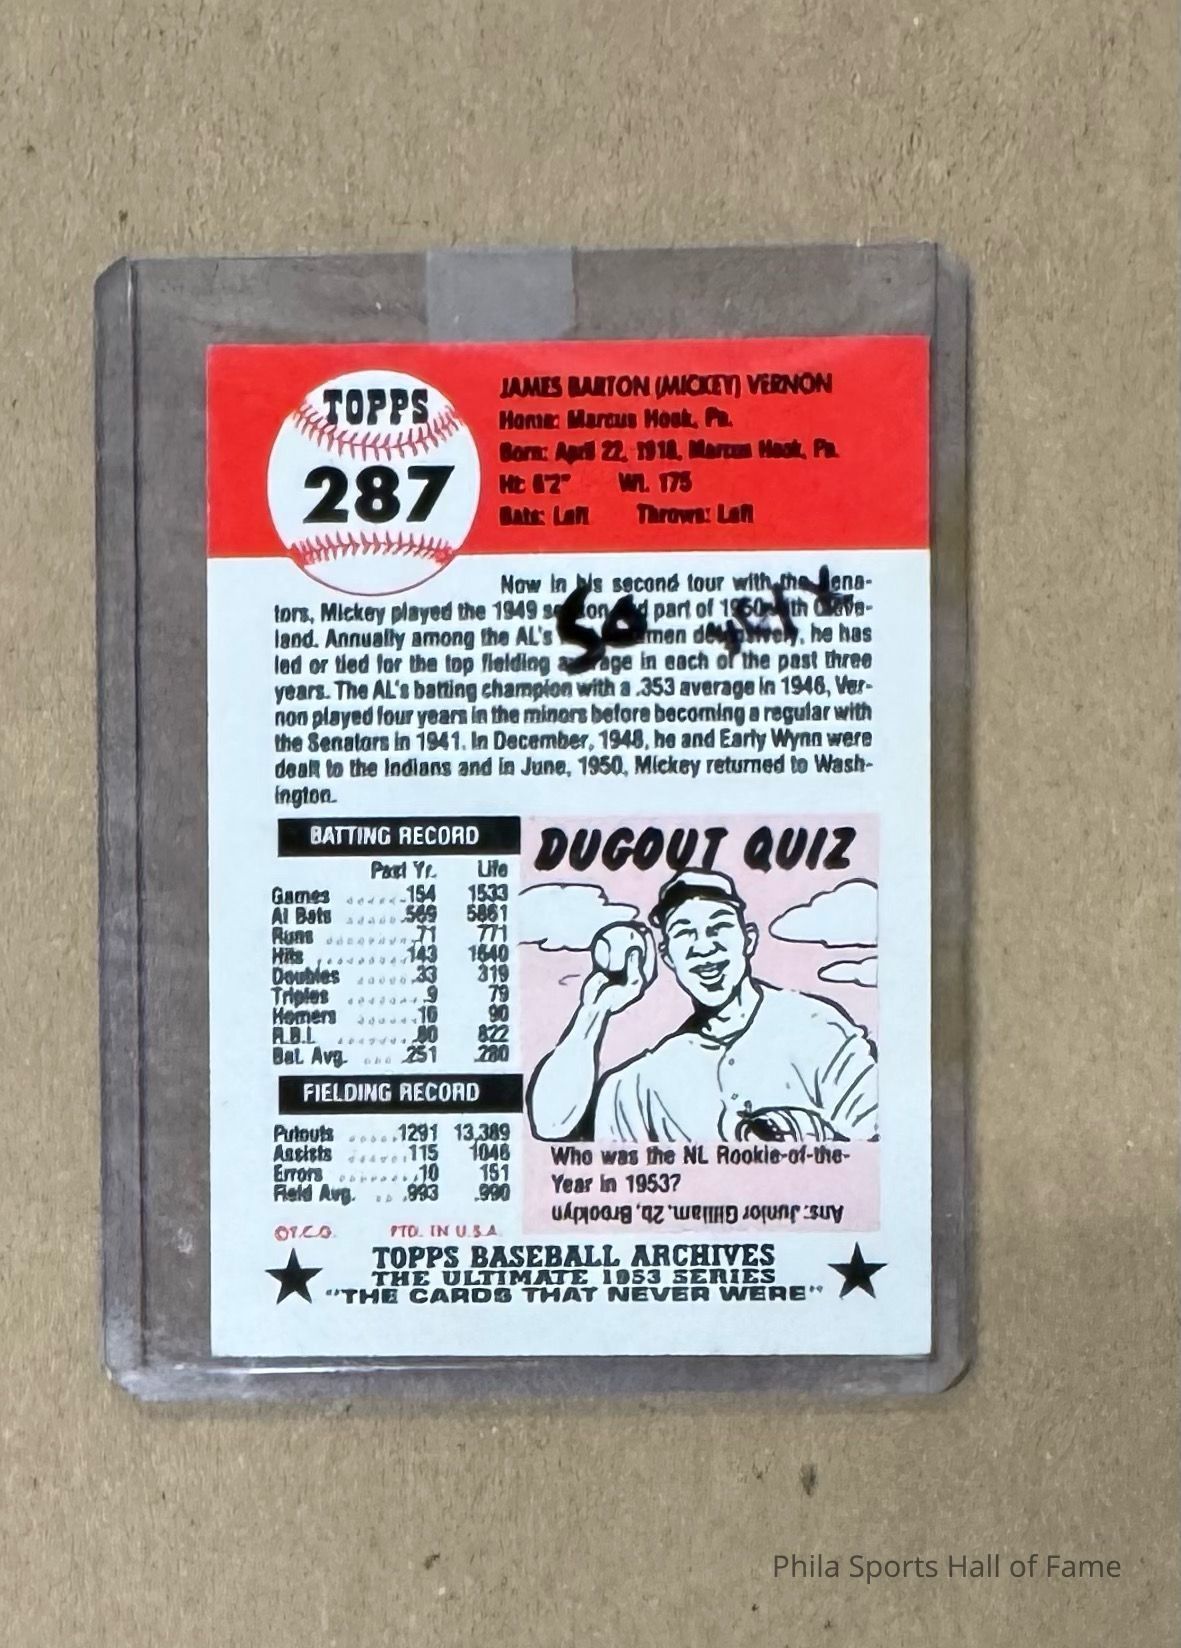 TOPPS
287
JAMES BARTON (MICKEY) VERNON
Home: Marcus Hook, Pa.
Born: April 22, 1918, Marcus Hook, Pa.
Ht: 6'2" Wt. 175
Bats: Left Throws: Left
Now in his second tour with the Sena-
tors, Mickey played the 1949 season and part of 1950 with Cleve-
land. Annually among the AL's men defensively, he has
led or tied for the top fielding average in each of the past three
years. The AL's batting champion with a .353 average in 1946, Ver-
non played four years in the minors before becoming a regular with
the Senators in 1941. In December, 1948, he and Early Wynn were
dealt to the Indians and in June, 1950, Mickey returned to Wash-
ington.
BATTING RECORD
Past Yr. Life
Games 154 1533
At Bats 569 5861
Runs 71 771
Hits 143 1640
Doubles 33 319
Triples 9 79
Homers 10 90
R.B.I. 80 822
Bat. Avg. .251 .280
FIELDING RECORD
Putouts 1291 13,389
Assists 115 1046
Errors 10 151
Field Avg. .993 .990
DUGOUT QUIZ
Who was the NL Rookie-of-the-
Year in 1953?
Ans: Junior Gilliam, 2b, Brooklyn
©T.C.G. PTD. IN U.S.A.
TOPPS BASEBALL ARCHIVES
THE ULTIMATE 1953 SERIES
"THE CARDS THAT NEVER WERE"
Phila Sports Hall of Fame